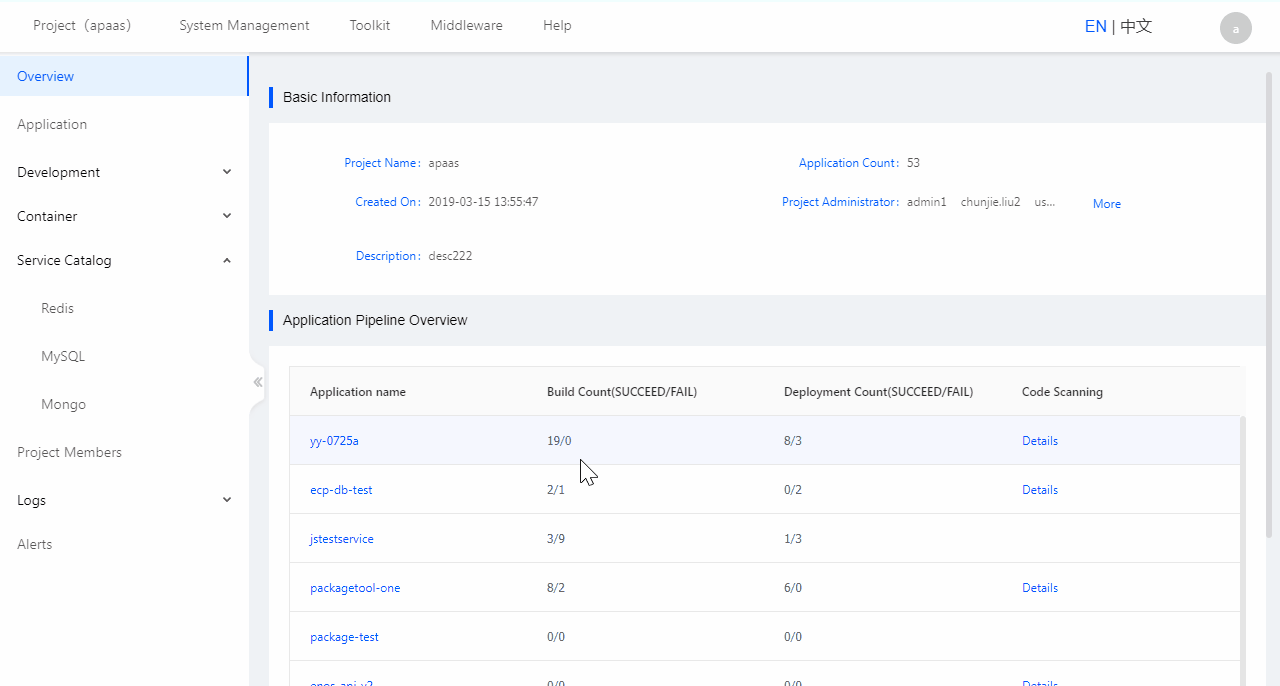 Project（apaas） System Management Toolkit Middleware Help EN | 中文 a
Overview
Application
Development
Container
Service Catalog
Redis
MySQL
Mongo
Project Members
Logs
Alerts
Basic Information
Project Name: apaas Application Count: 53
Created On: 2019-03-15 13:55:47 Project Administrator: admin1 chunjie.liu2 us... More
Description: desc222
Application Pipeline Overview
Application name Build Count(SUCCEED/FAIL) Deployment Count(SUCCEED/FAIL) Code Scanning
yy-0725a 19/0 8/3 Details
ecp-db-test 2/1 0/2 Details
jstestservice 3/9 1/3
packagetool-one 8/2 6/0 Details
package-test 0/0 0/0
0/0 0/0 Details